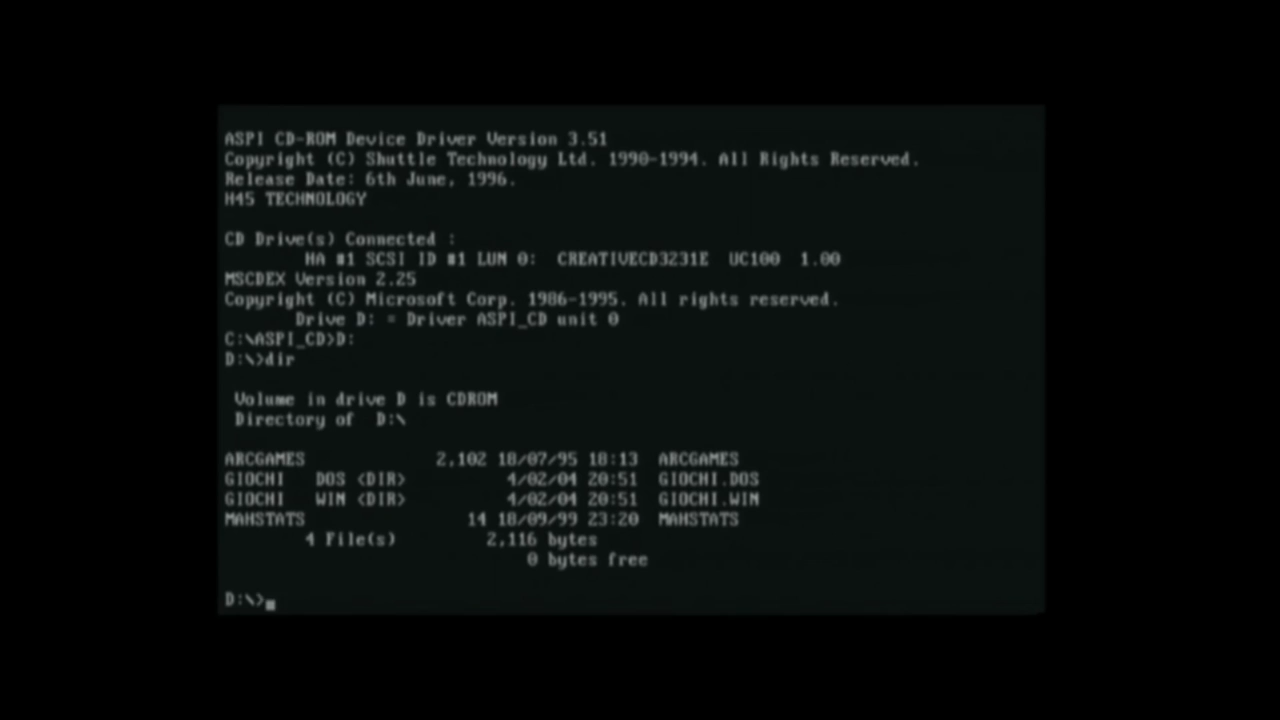 ASPI CD-ROM Device Driver Version 3.51
Copyright (C) Shuttle Technology Ltd. 1990-1994. All Rights Reserved.
Release Date: 6th June, 1996.
H45 TECHNOLOGY
CD Drive(s) Connected :
HA #1 SCSI ID #1 LUN 0:  CREATIVECD3231E  UC100  1.00
MSCDEX Version 2.25
Copyright (C) Microsoft Corp. 1986-1995. All rights reserved.
Drive D: = Driver ASPI_CD unit 0
C:\ASPI_CD>D:
D:\>dir
Volume in drive D is CDROM
Directory of  D:\
ARCGAMES 2,102 18/07/95 18:13 ARCGAMES
GIOCHI DOS <DIR> 4/02/04 20:51 GIOCHI.DOS
GIOCHI WIN <DIR> 4/02/04 20:51 GIOCHI.WIN
MAHSTATS 14 18/09/99 23:20 MAHSTATS
4 File(s) 2,116 bytes
0 bytes free
D:\>